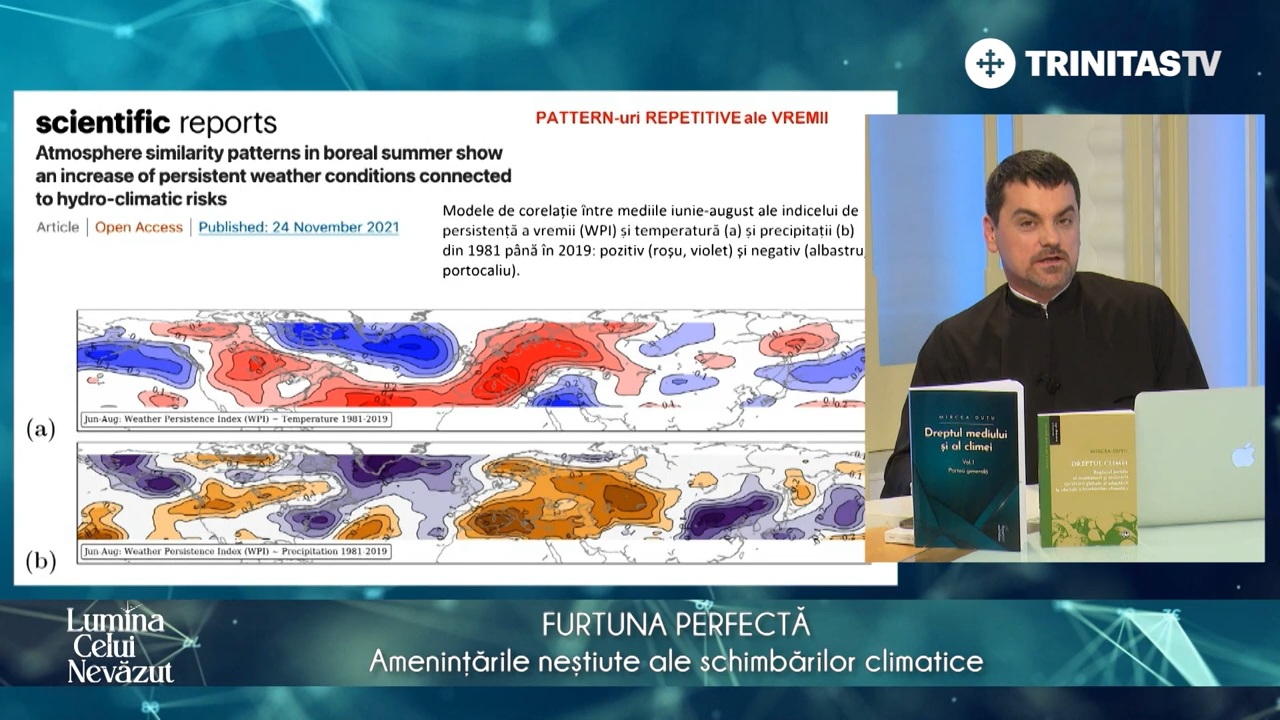 TRINITASTV
scientific reports
PATTERN-uri REPETITIVE ale VREMII
Atmosphere similarity patterns in boreal summer show
an increase of persistent weather conditions connected
to hydro-climatic risks
Article | Open Access | Published: 24 November 2021
Modele de corelație între mediile iunie-august ale indicelui de
persistență a vremii (WPI) și temperatură (a) și precipitații (b)
din 1981 până în 2019: pozitiv (roșu, violet) și negativ (albastru,
portocaliu).
(a)
Jun-Aug: Weather Persistence Index (WPI) ~ Temperature 1981-2019
(b)
Jun-Aug: Weather Persistence Index (WPI) ~ Precipitation 1981-2019
MIRCEA DUȚU
Dreptul mediului
și al climei
Vol. I
Partea generală
MIRCEA DUȚU
DREPTUL CLIMEI
Lumina
Celui
Nevăzut
FURTUNA PERFECTĂ
Amenințările neștiute ale schimbărilor climatice